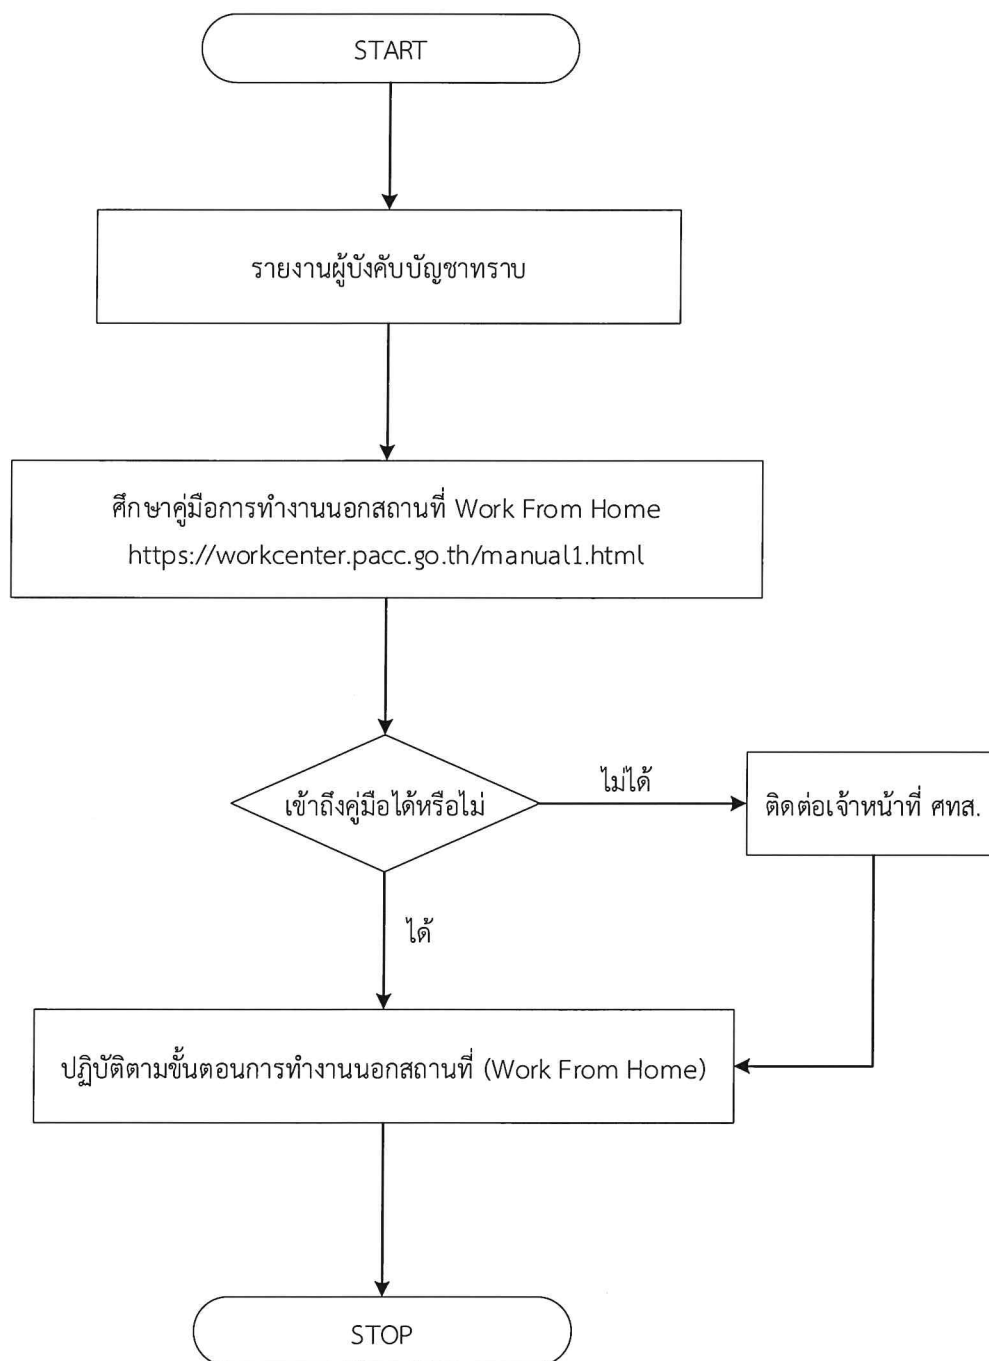 START
รายงานผู้บังคับบัญชาทราบ
ศึกษาคู่มือการทำงานนอกสถานที่ Work From Home
https://workcenter.pacc.go.th/manual1.html
เข้าถึงคู่มือได้หรือไม่
ไม่ได้
ติดต่อเจ้าหน้าที่ ศทส.
ได้
ปฏิบัติตามขั้นตอนการทำงานนอกสถานที่ (Work From Home)
STOP